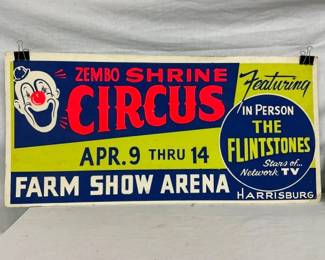 ZEMBO SHRINE
CIRCUS
APR. 9 THRU 14
FARM SHOW ARENA
Featuring
IN PERSON
THE
FLINTSTONES
Stars of...
Network TV
HARRISBURG